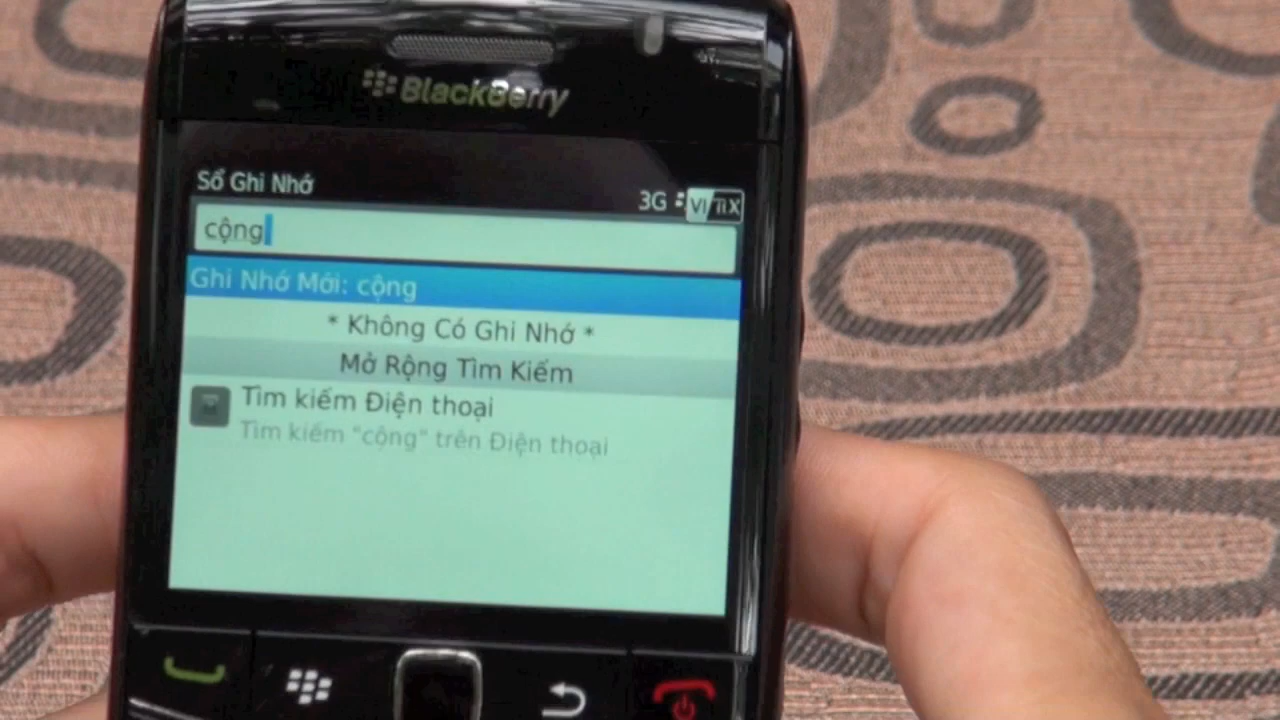 BlackBerry
Sổ Ghi Nhớ
3G VI
cộng
Ghi Nhớ Mới: cộng
* Không Có Ghi Nhớ *
Mở Rộng Tìm Kiếm
Tìm kiếm Điện thoại
Tìm kiếm "cộng" trên Điện thoại